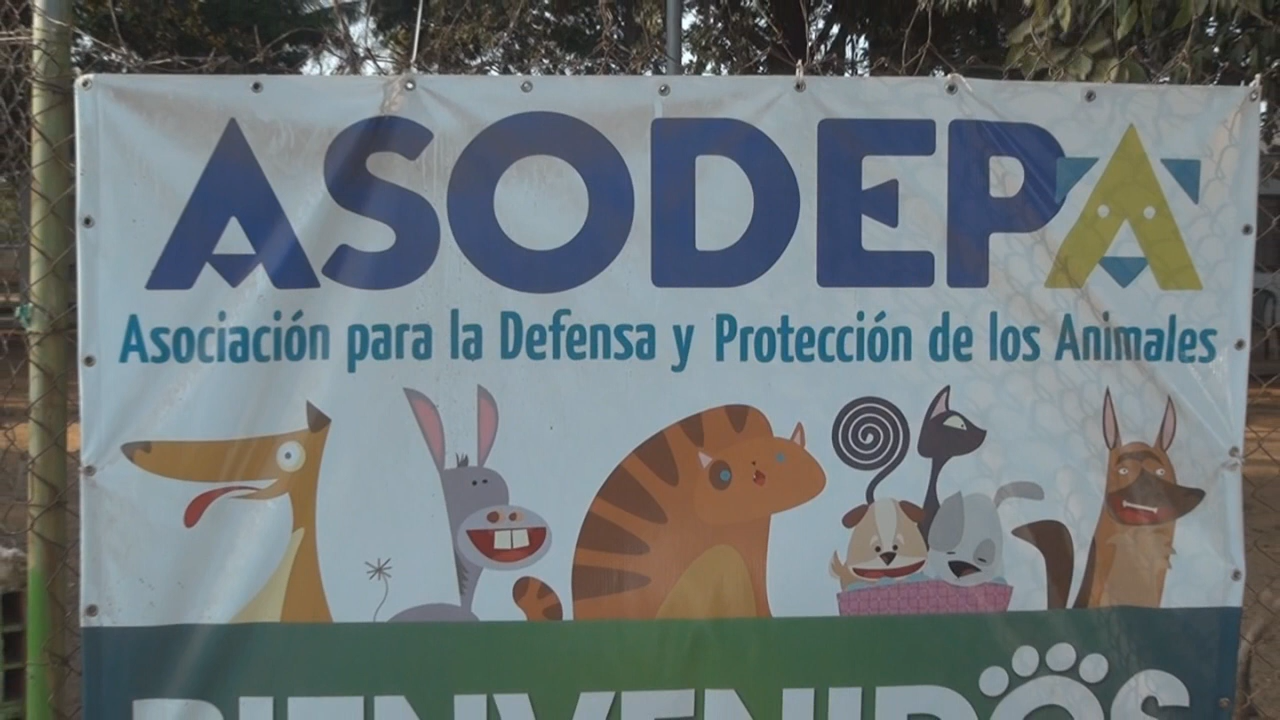 ASODEPA
Asociación para la Defensa y Protección de los Animales
BIENVENIDOS